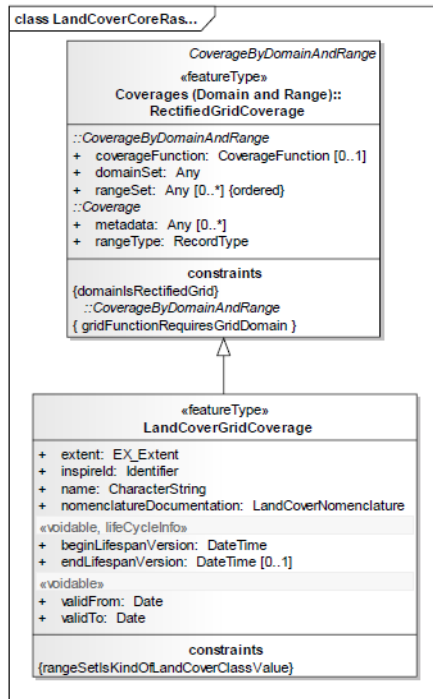 class LandCoverCoreRas...
CoverageByDomainAndRange
«featureType»
Coverages (Domain and Range)::
RectifiedGridCoverage
::CoverageByDomainAndRange
+ coverageFunction: CoverageFunction [0..1]
+ domainSet: Any
+ rangeSet: Any [0..*] {ordered}
::Coverage
+ metadata: Any [0..*]
+ rangeType: RecordType
constraints
{domainIsRectifiedGrid}
::CoverageByDomainAndRange
{ gridFunctionRequiresGridDomain }
«featureType»
LandCoverGridCoverage
+ extent: EX_Extent
+ inspireId: Identifier
+ name: CharacterString
+ nomenclatureDocumentation: LandCoverNomenclature
«voidable, lifeCycleInfo»
+ beginLifespanVersion: DateTime
+ endLifespanVersion: DateTime [0..1]
«voidable»
+ validFrom: Date
+ validTo: Date
constraints
{rangeSetIsKindOfLandCoverClassValue}